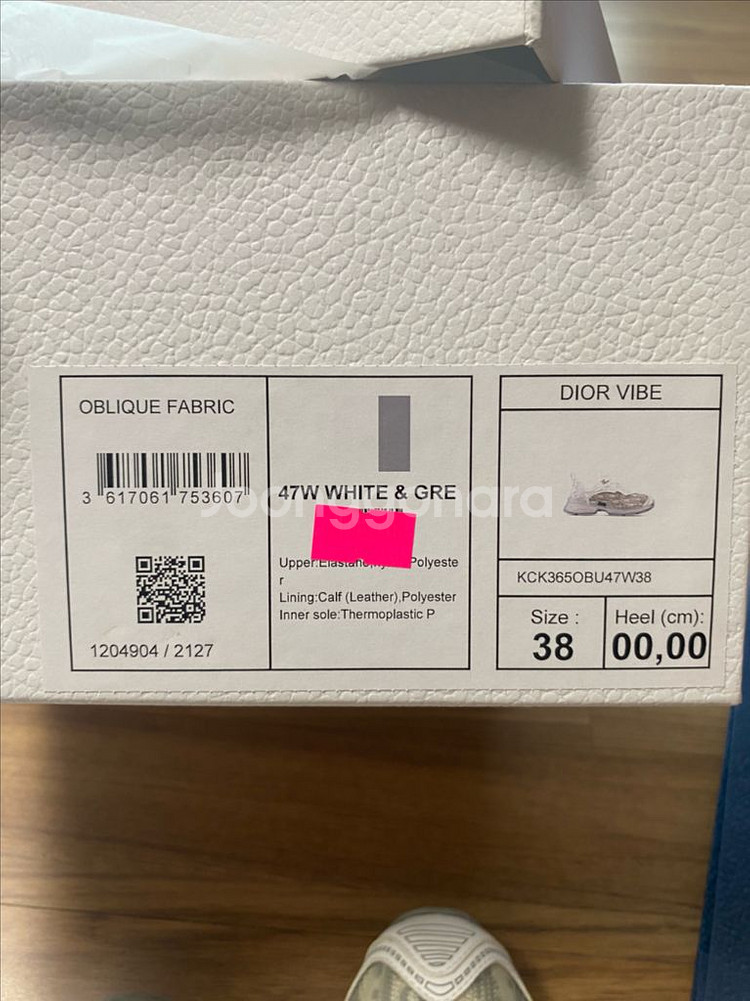 OBLIQUE FABRIC
3 617061 753607
1204904 / 2127
47W WHITE & GRE
Upper:Elastane, Polyeste
r
Lining:Calf (Leather),Polyester
Inner sole:Thermoplastic P
DIOR VIBE
KCK365OBU47W38
Size :
38
Heel (cm):
00,00
joonggonara